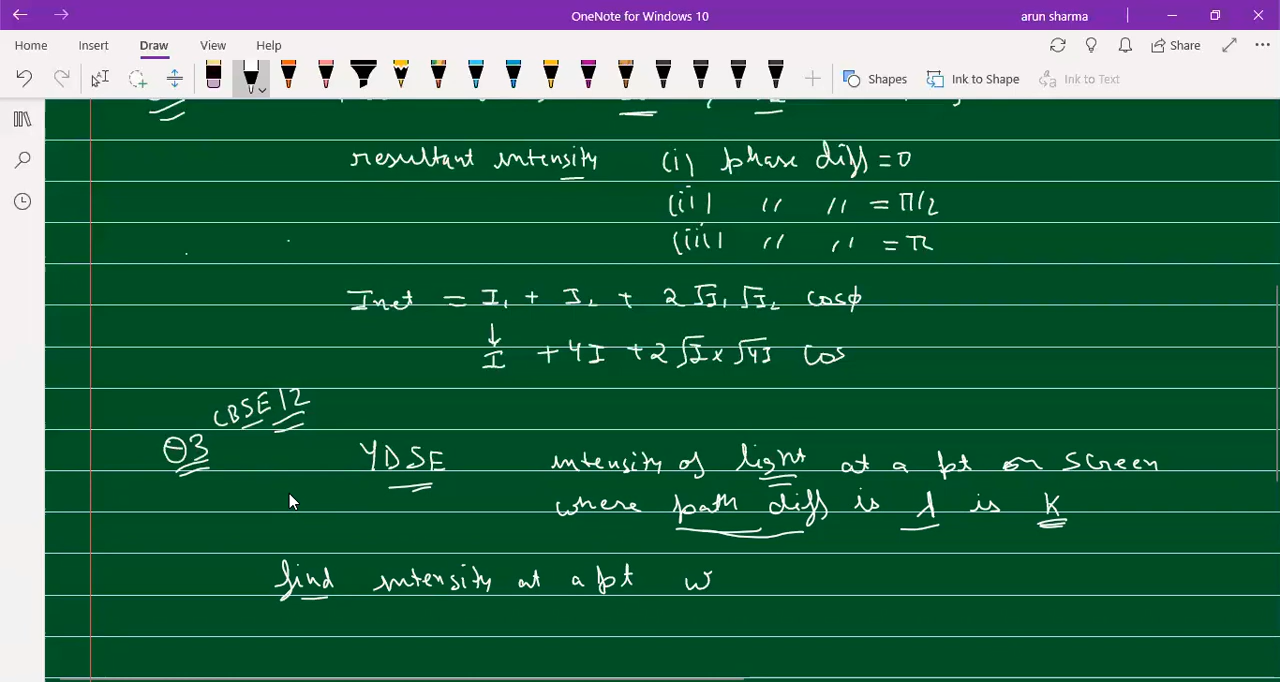 OneNote for Windows 10
arun sharma
Home Insert Draw View Help
Share
Shapes Ink to Shape Ink to Text
resultant intensity (i) phase diff = 0
(ii) " " = π/2
(iii) " " = π
Inet = I₁ + I₂ + 2 √I₁ √I₂ cosϕ
↓
I + 4I + 2 √I × √4I cos
CBSE 12
Q3 YDSE intensity of light at a pt on screen
where path diff is λ is K
find intensity at a pt w